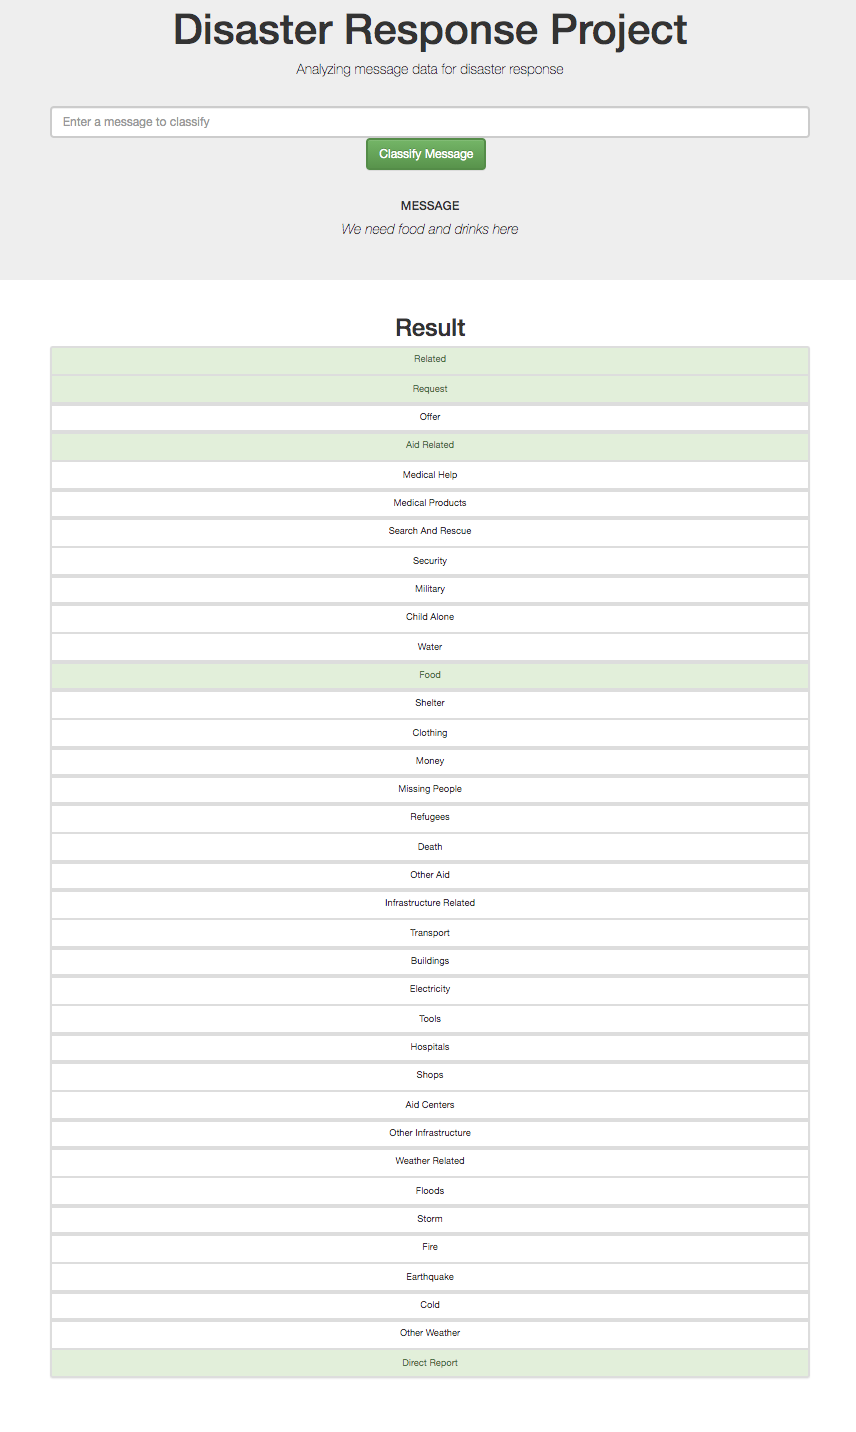 Disaster Response Project
Analyzing message data for disaster response
Enter a message to classify
Classify Message
MESSAGE
We need food and drinks here
Result
Related
Request
Offer
Aid Related
Medical Help
Medical Products
Search And Rescue
Security
Military
Child Alone
Water
Food
Shelter
Clothing
Money
Missing People
Refugees
Death
Other Aid
Infrastructure Related
Transport
Buildings
Electricity
Tools
Hospitals
Shops
Aid Centers
Other Infrastructure
Weather Related
Floods
Storm
Fire
Earthquake
Cold
Other Weather
Direct Report